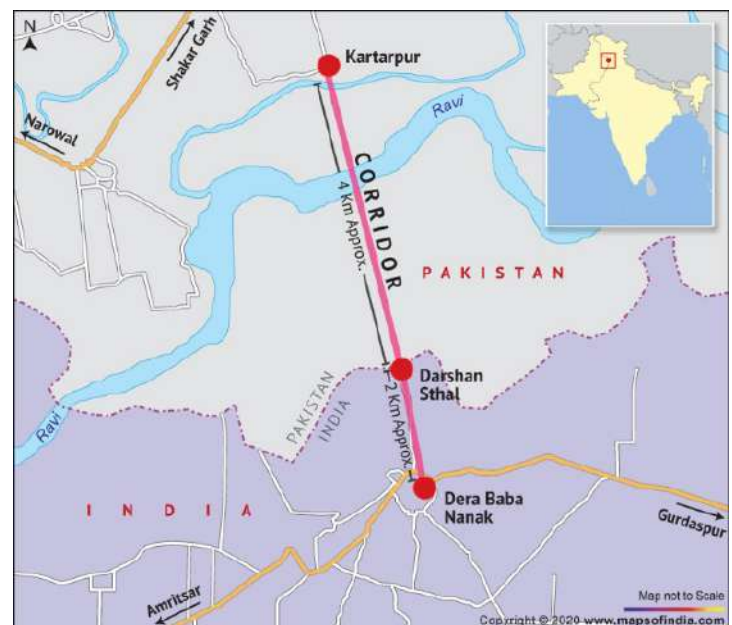 N
Kartarpur
Shakar Garh
Narowal
Ravi
CORRIDOR
4 Km Approx.
PAKISTAN
Darshan
Sthal
PAKISTAN
INDIA
2 Km Approx.
Ravi
INDIA
Dera Baba
Nanak
Gurdaspur
Amritsar
Map not to Scale
Copyright © 2020 www.mapsofindia.com